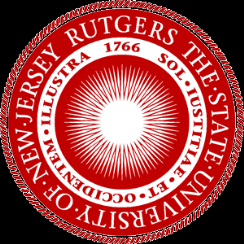 RUTGERS · THE · STATE · UNIVERSITY · OF · NEW · JERSEY
SOL · IUSTITIAE · ET · OCCIDENTEM · ILLUSTRA
1766